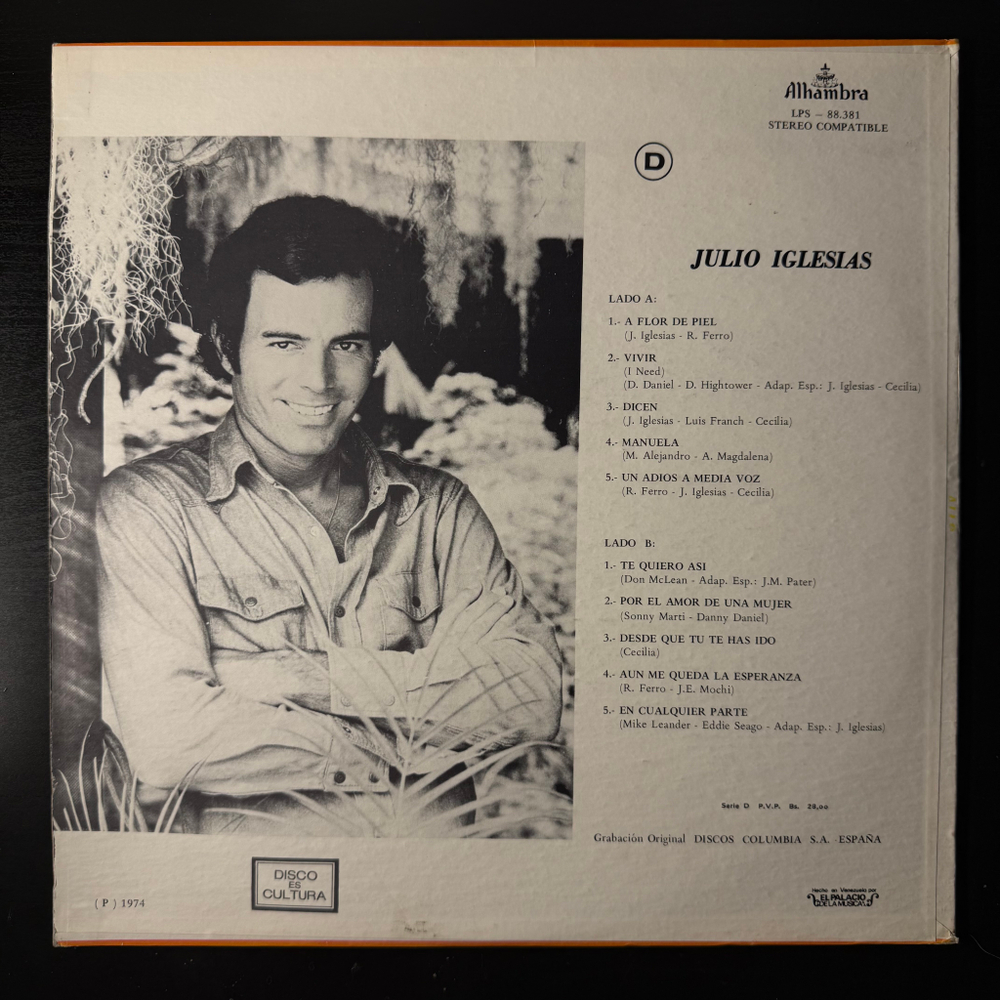 Alhambra
LPS - 88.381
STEREO COMPATIBLE
D
JULIO IGLESIAS
LADO A:
1.- A FLOR DE PIEL
(J. Iglesias - R. Ferro)
2.- VIVIR
(I Need)
(D. Daniel - D. Hightower - Adap. Esp.: J. Iglesias - Cecilia)
3.- DICEN
(J. Iglesias - Luis Franch - Cecilia)
4.- MANUELA
(M. Alejandro - A. Magdalena)
5.- UN ADIOS A MEDIA VOZ
(R. Ferro - J. Iglesias - Cecilia)
LADO B:
1.- TE QUIERO ASI
(Don McLean - Adap. Esp.: J.M. Pater)
2.- POR EL AMOR DE UNA MUJER
(Sonny Marti - Danny Daniel)
3.- DESDE QUE TU TE HAS IDO
(Cecilia)
4.- AUN ME QUEDA LA ESPERANZA
(R. Ferro - J.E. Mochi)
5.- EN CUALQUIER PARTE
(Mike Leander - Eddie Seago - Adap. Esp.: J. Iglesias)
Serie D P.V.P. Bs. 28,oo
Grabación Original DISCOS COLUMBIA S.A. - ESPAÑA
DISCO
ES
CULTURA
( P ) 1974
Hecho en Venezuela por
EL PALACIO
DE LA MUSICA